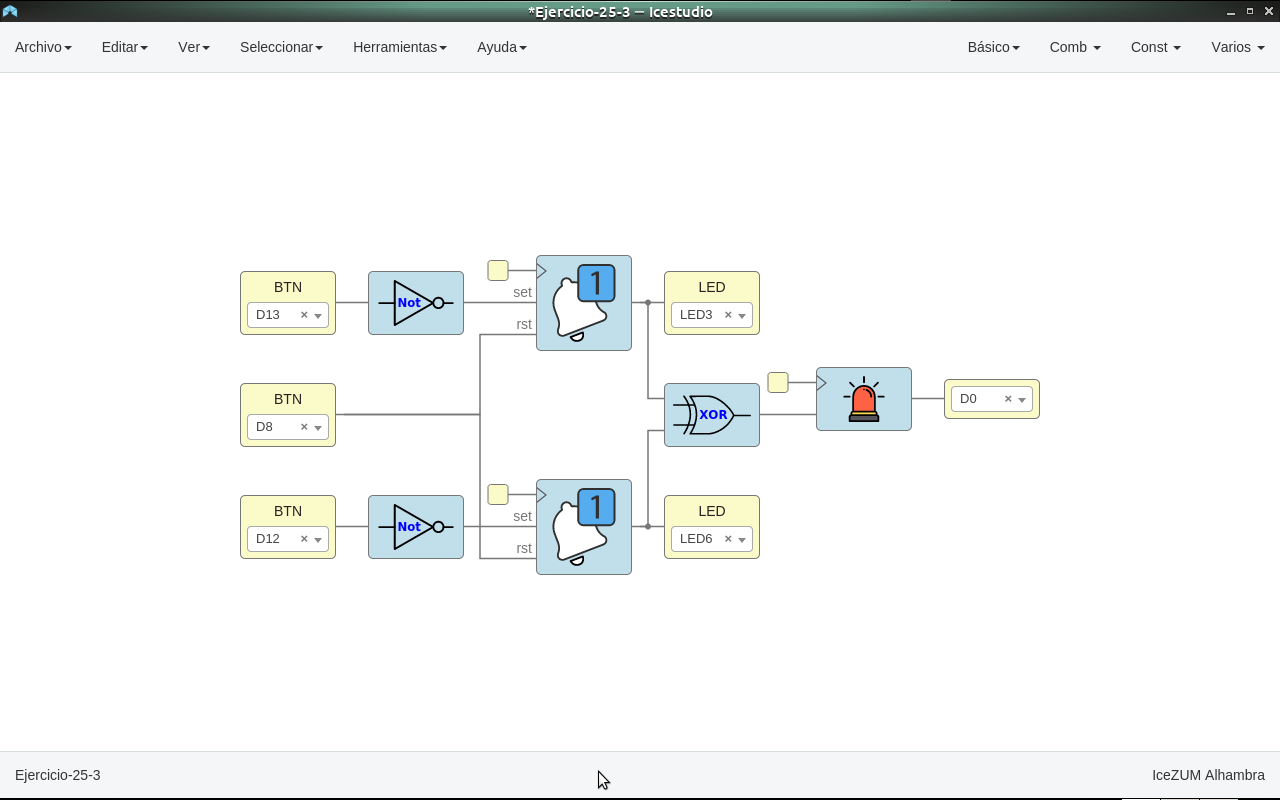 *Ejercicio-25-3 — Icestudio
Archivo Editar Ver Seleccionar Herramientas Ayuda Básico Comb Const Varios
BTN
D13 ×
Not
set
rst
1
LED
LED3 ×
BTN
D8 ×
XOR
D0 ×
BTN
D12 ×
Not
set
rst
1
LED
LED6 ×
Ejercicio-25-3 IceZUM Alhambra